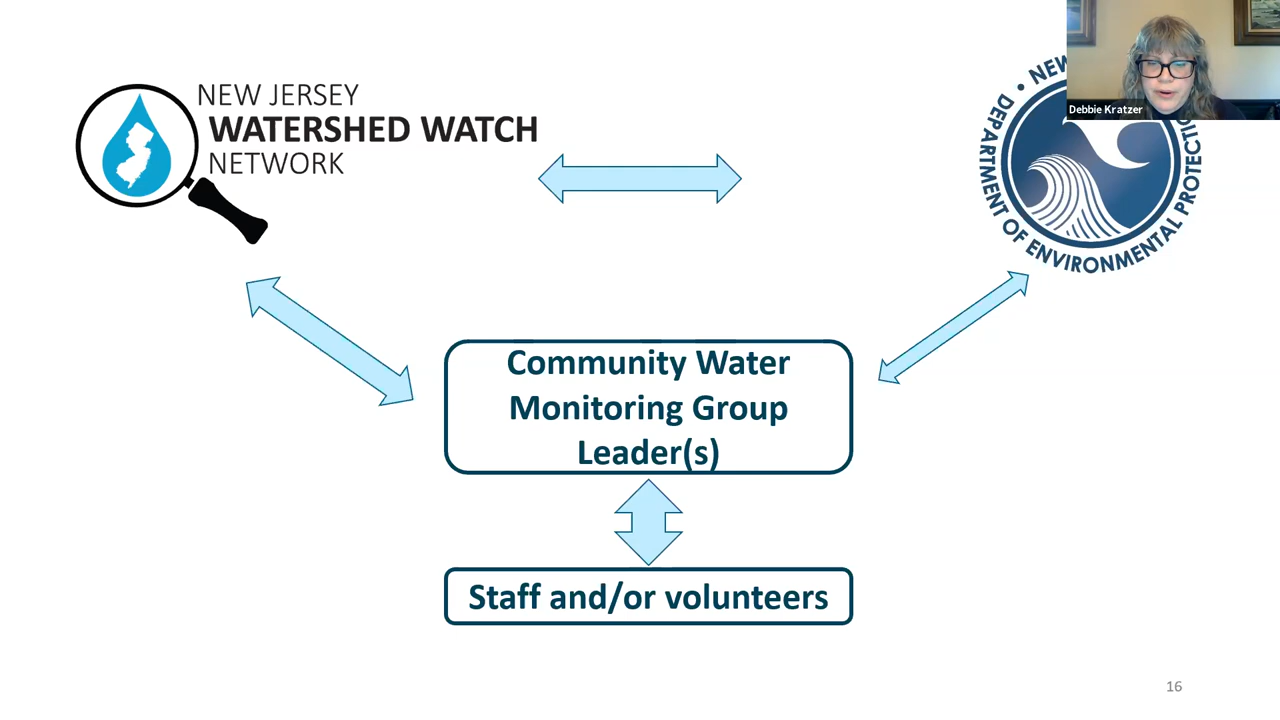 NEW JERSEY
WATERSHED WATCH
NETWORK
Debbie Kratzer
DEPARTMENT OF ENVIRONMENTAL
Community Water
Monitoring Group
Leader(s)
Staff and/or volunteers
16